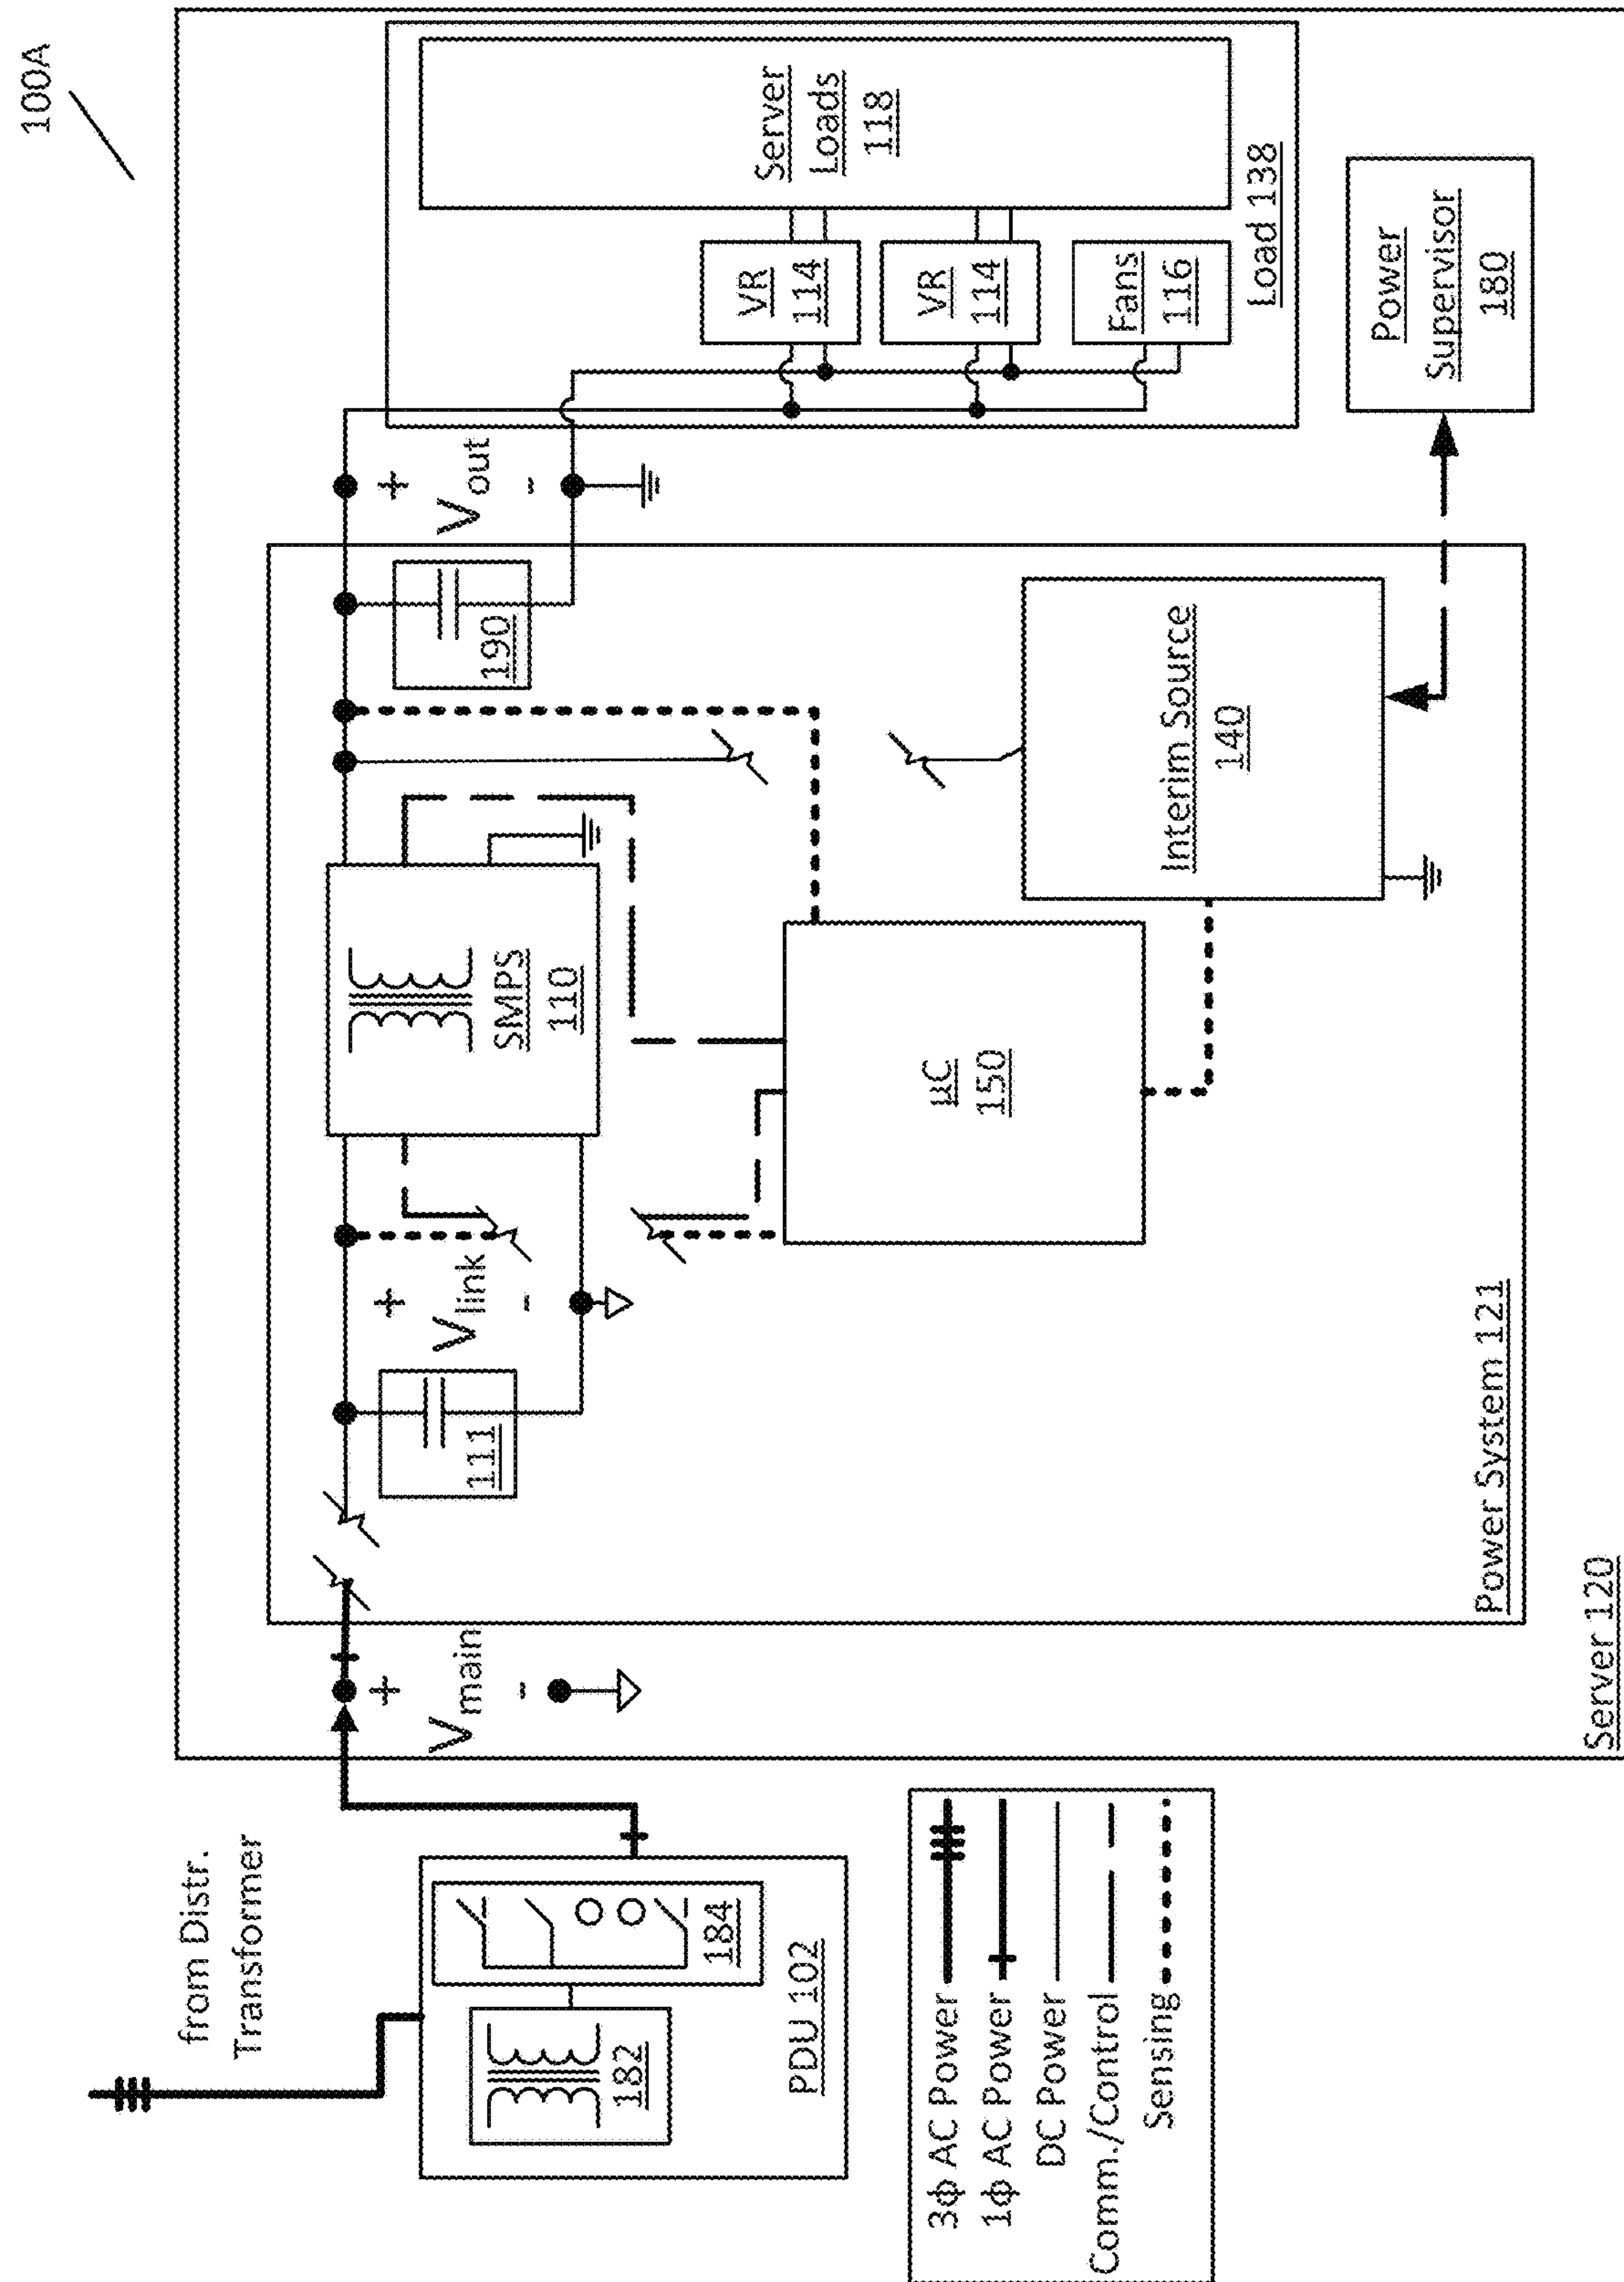 100A
from Distr.
Transformer
182
184
PDU 102
+
V main
-
+
V link
-
111
SMPS
110
190
+
V out
-
µC
150
Interim Source
140
Power System 121
VR
114
VR
114
Fans
116
Server
Loads
118
Load 138
Power
Supervisor
180
Server 120
3ϕ AC Power
1ϕ AC Power
DC Power
Comm./Control
Sensing